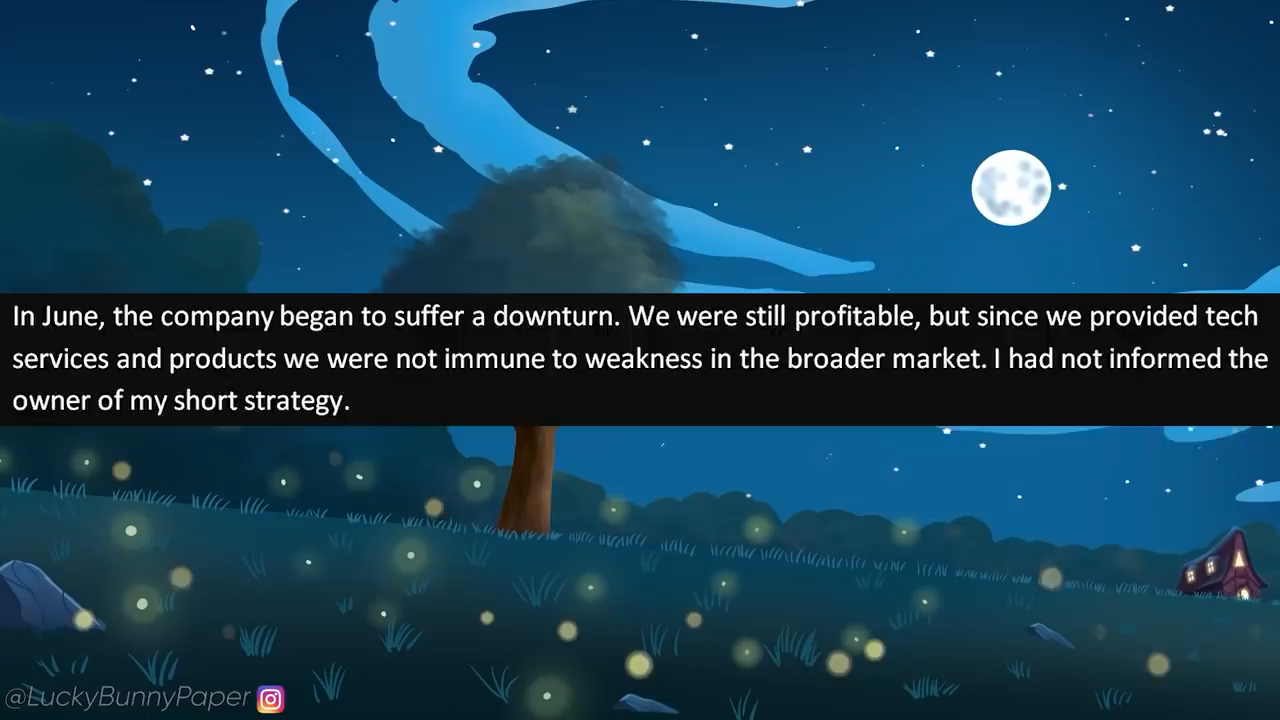 In June, the company began to suffer a downturn. We were still profitable, but since we provided tech
services and products we were not immune to weakness in the broader market. I had not informed the
owner of my short strategy.
@LuckyBunnyPaper